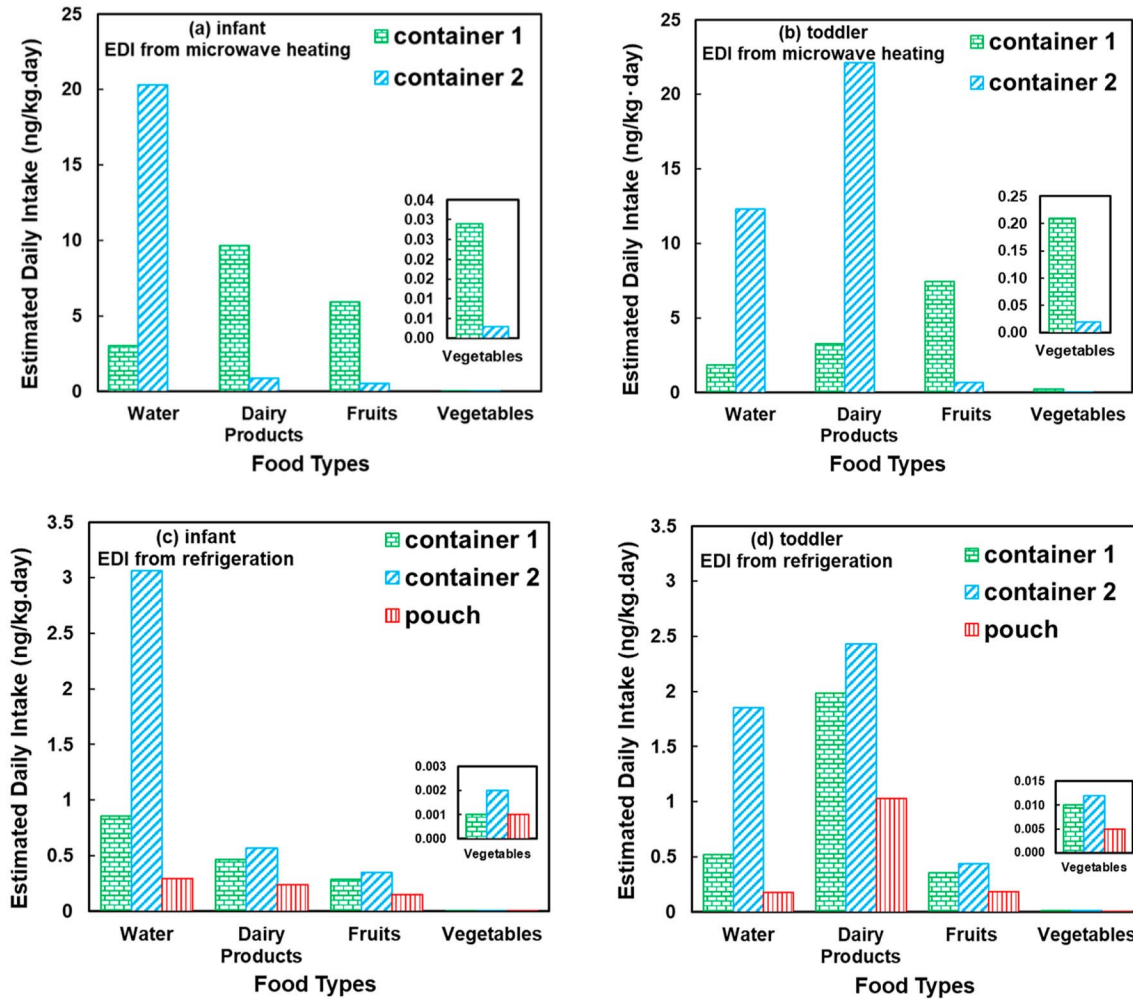 (a) infant
EDI from microwave heating
container 1
container 2
Estimated Daily Intake (ng/kg.day)
25
20
15
10
5
0
0.04
0.03
0.03
0.02
0.02
0.01
0.01
0.00
Vegetables
Water
Dairy
Products
Fruits
Vegetables
Food Types
(b) toddler
EDI from microwave heating
container 1
container 2
Estimated Daily Intake (ng/kg·day)
25
20
15
10
5
0
0.25
0.20
0.15
0.10
0.05
0.00
Vegetables
Water
Dairy
Products
Fruits
Vegetables
Food Types
(c) infant
EDI from refrigeration
container 1
container 2
pouch
Estimated Daily Intake (ng/kg.day)
3.5
3
2.5
2
1.5
1
0.5
0
0.003
0.002
0.001
0.000
Vegetables
Water
Dairy
Products
Fruits
Vegetables
Food Types
(d) toddler
EDI from refrigeration
container 1
container 2
pouch
Estimated Daily Intake (ng/kg.day)
3.5
3
2.5
2
1.5
1
0.5
0
0.015
0.010
0.005
0.000
Vegetables
Water
Dairy
Products
Fruits
Vegetables
Food Types